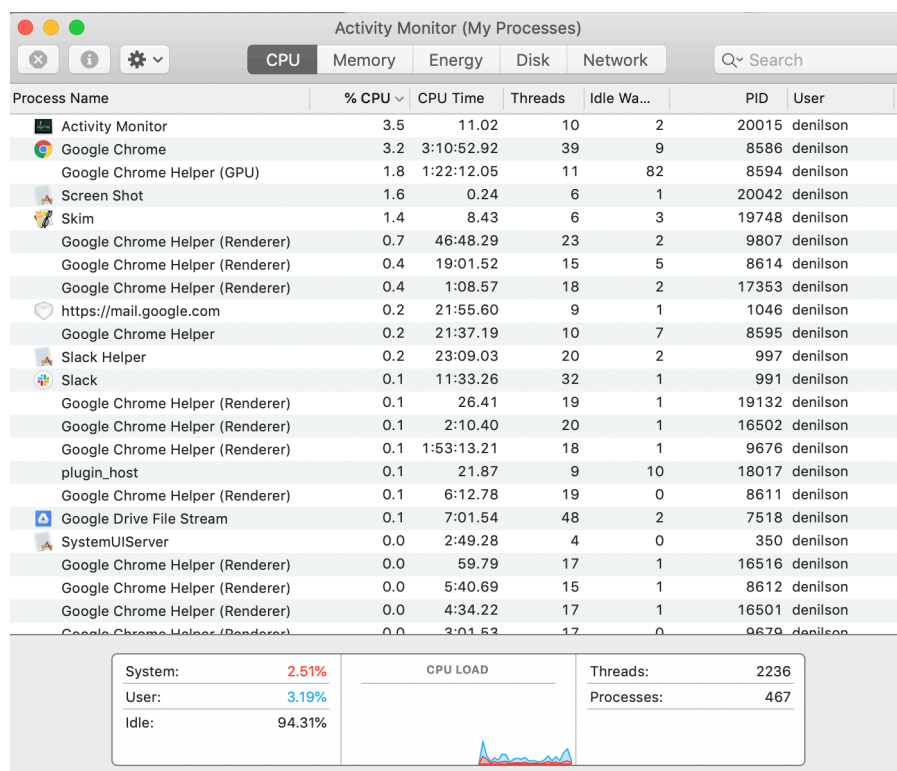 Activity Monitor (My Processes)
CPU Memory Energy Disk Network Search
Process Name % CPU CPU Time Threads Idle Wa... PID User
Activity Monitor 3.5 11.02 10 2 20015 denilson
Google Chrome 3.2 3:10:52.92 39 9 8586 denilson
Google Chrome Helper (GPU) 1.8 1:22:12.05 11 82 8594 denilson
Screen Shot 1.6 0.24 6 1 20042 denilson
Skim 1.4 8.43 6 3 19748 denilson
Google Chrome Helper (Renderer) 0.7 46:48.29 23 2 9807 denilson
Google Chrome Helper (Renderer) 0.4 19:01.52 15 5 8614 denilson
Google Chrome Helper (Renderer) 0.4 1:08.57 18 2 17353 denilson
https://mail.google.com 0.2 21:55.60 9 1 1046 denilson
Google Chrome Helper 0.2 21:37.19 10 7 8595 denilson
Slack Helper 0.2 23:09.03 20 2 997 denilson
Slack 0.1 11:33.26 32 1 991 denilson
Google Chrome Helper (Renderer) 0.1 26.41 19 1 19132 denilson
Google Chrome Helper (Renderer) 0.1 2:10.40 20 1 16502 denilson
Google Chrome Helper (Renderer) 0.1 1:53:13.21 18 1 9676 denilson
plugin_host 0.1 21.87 9 10 18017 denilson
Google Chrome Helper (Renderer) 0.1 6:12.78 19 0 8611 denilson
Google Drive File Stream 0.1 7:01.54 48 2 7518 denilson
SystemUIServer 0.0 2:49.28 4 0 350 denilson
Google Chrome Helper (Renderer) 0.0 59.79 17 1 16516 denilson
Google Chrome Helper (Renderer) 0.0 5:40.69 15 1 8612 denilson
Google Chrome Helper (Renderer) 0.0 4:34.22 17 1 16501 denilson
Google Chrome Helper (Renderer) 0.0 3:01.53 17 0 9679 denilson
System: 2.51% CPU LOAD Threads: 2236
User: 3.19% Processes: 467
Idle: 94.31%